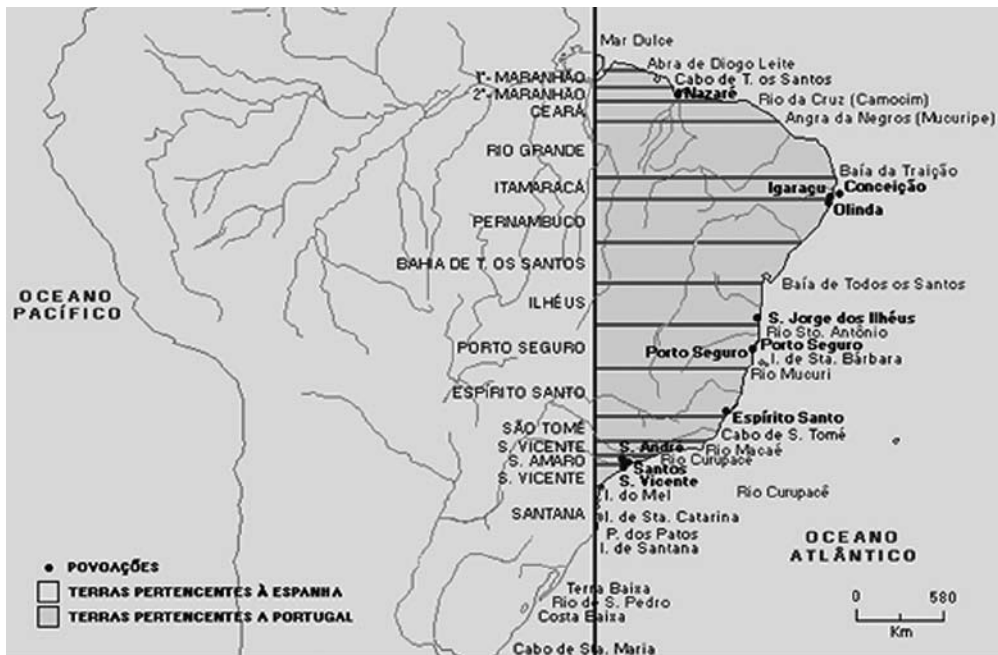 Mar Dulce
Abra de Diogo Leite
1ª- MARANHÃO
Cabo de T. os Santos
2ª- MARANHÃO
Nazaré
Rio da Cruz (Camocim)
CEARÁ
Angra da Negros (Mucuripe)
RIO GRANDE
Baía da Traição
ITAMARACÁ
Igaraçu
Conceição
Olinda
PERNAMBUCO
BAHIA DE T. OS SANTOS
Baía de Todos os Santos
OCEANO
PACÍFICO
ILHÉUS
S. Jorge dos Ilhéus
Rio Sto. Antônio
PORTO SEGURO
Porto Seguro
Porto Seguro
I. de Sta. Bárbara
Rio Mucuri
ESPÍRITO SANTO
Espírito Santo
SÃO TOMÉ
Cabo de S. Tomé
S. VICENTE
S. André
Rio Macaé
S. AMARO
Rio Curupacê
Santos
S. VICENTE
S. Vicente
I. do Mel
Rio Curupacê
SANTANA
I. de Sta. Catarina
P. dos Patos
I. de Santana
OCEANO
ATLÂNTICO
POVOAÇÕES
TERRAS PERTENCENTES À ESPANHA
TERRAS PERTENCENTES A PORTUGAL
Terra Baixa
Rio de S. Pedro
Costa Baixa
Cabo de Sta. Maria
0 580
Km